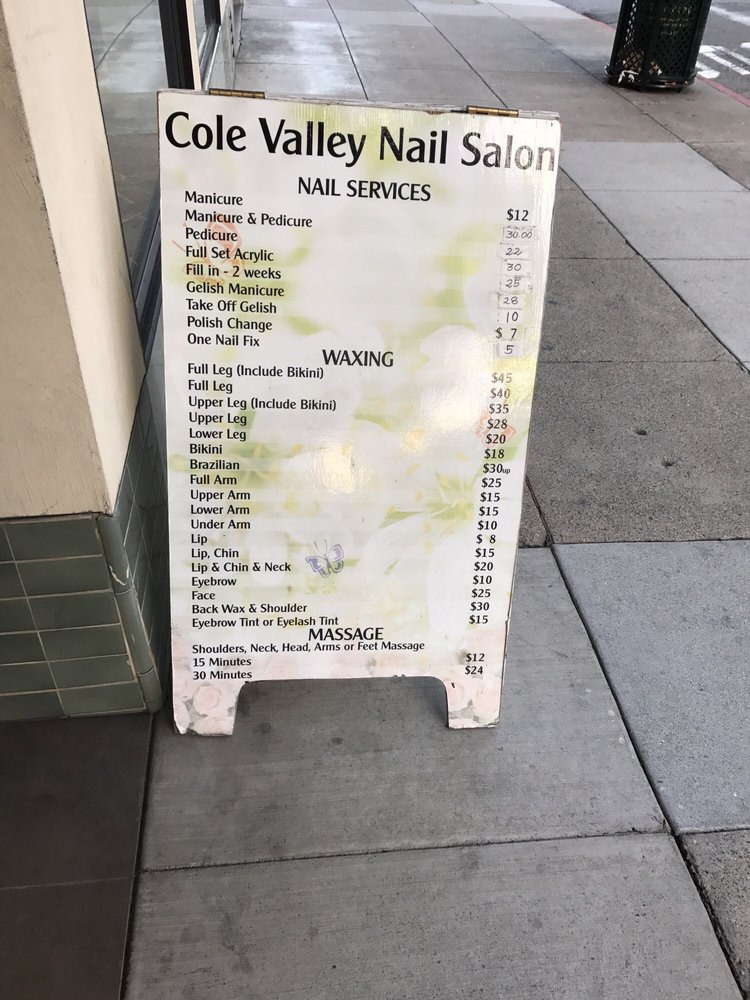 Cole Valley Nail Salon
NAIL SERVICES
Manicure $12
Manicure & Pedicure 30.00
Pedicure 22
Full Set Acrylic 30
Fill in - 2 weeks 25
Gelish Manicure 28
Take Off Gelish 10
Polish Change $ 7
One Nail Fix 5
WAXING
Full Leg (Include Bikini) $45
Full Leg $40
Upper Leg (Include Bikini) $35
Upper Leg $28
Lower Leg $20
Bikini $18
Brazilian $30up
Full Arm $25
Upper Arm $15
Lower Arm $15
Under Arm $10
Lip $ 8
Lip, Chin $15
Lip & Chin & Neck $20
Eyebrow $10
Face $25
Back Wax & Shoulder $30
Eyebrow Tint or Eyelash Tint $15
MASSAGE
Shoulders, Neck, Head, Arms or Feet Massage
15 Minutes $12
30 Minutes $24